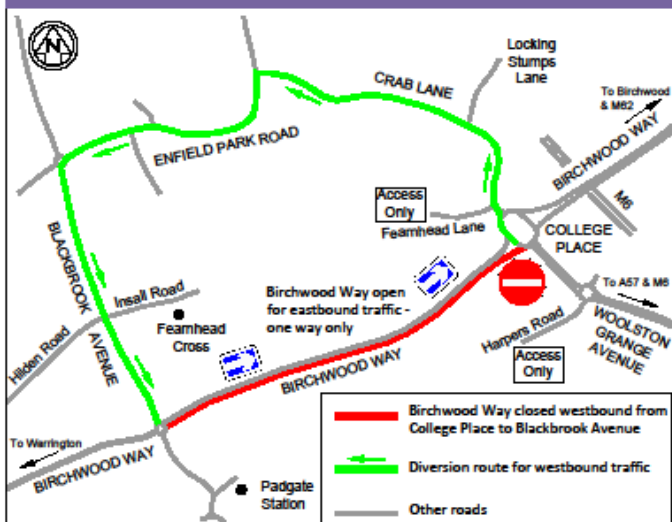 N
Locking
Stumps
Lane
CRAB LANE
To Birchwood
& M62
BIRCHWOOD WAY
ENFIELD PARK ROAD
M6
Access
Only
Fearnhead Lane
COLLEGE
PLACE
BLACKBROOK
AVENUE
Insall Road
Hilden Road
Fearnhead
Cross
Birchwood Way open
for eastbound traffic -
one way only
To A57 & M6
WOOLSTON
GRANGE
AVENUE
Harpers Road
Access
Only
BIRCHWOOD WAY
To Warrington
BIRCHWOOD WAY
Padgate
Station
Birchwood Way closed westbound from
College Place to Blackbrook Avenue
Diversion route for westbound traffic
Other roads